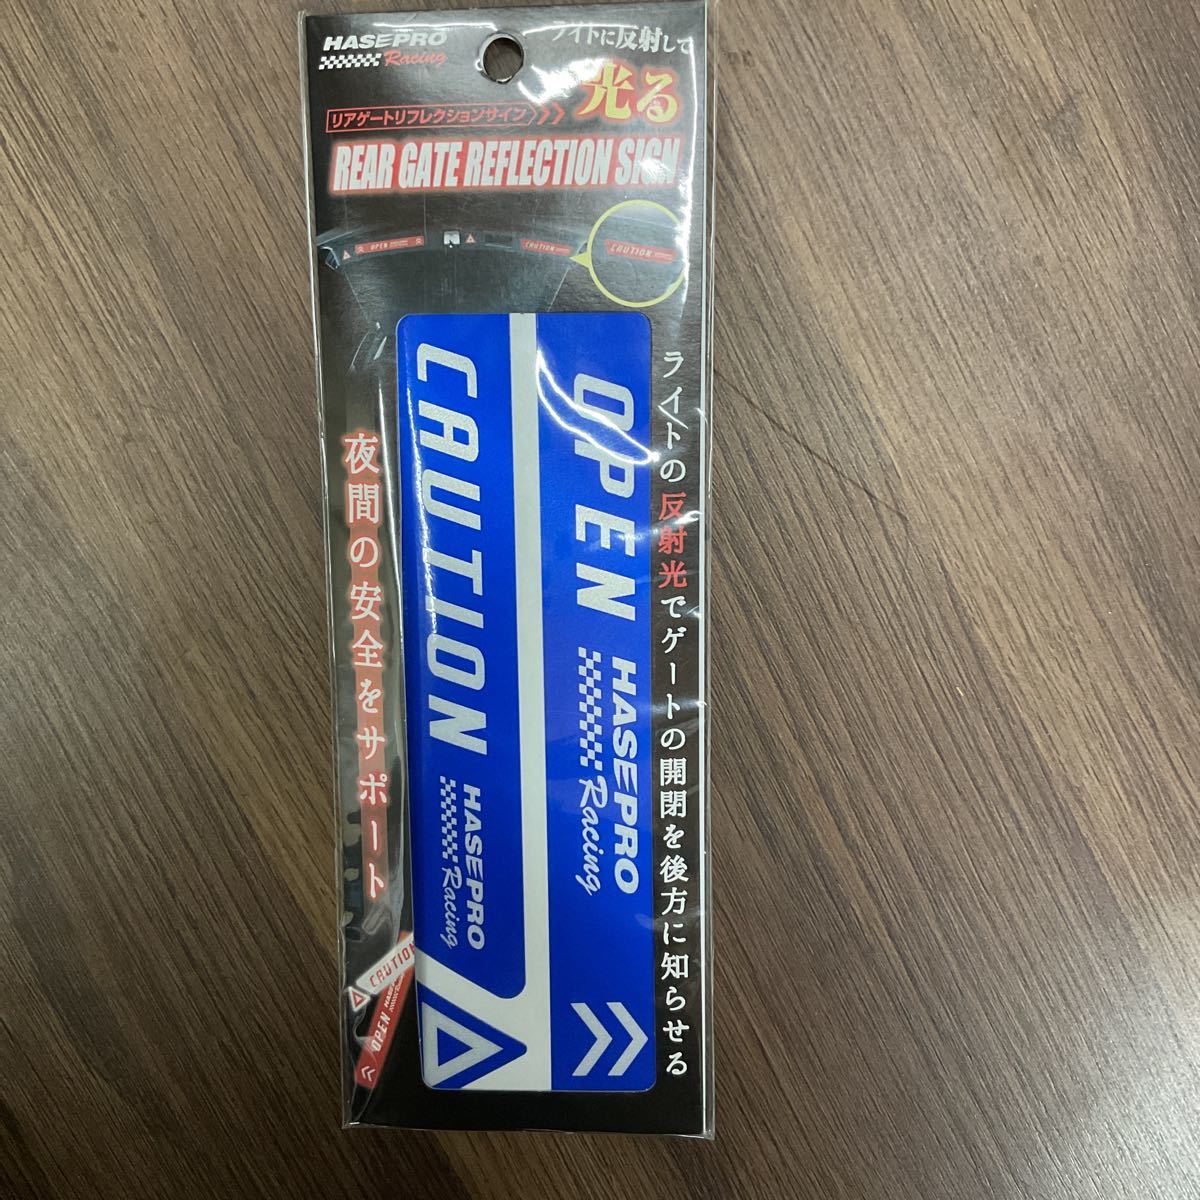 HASEPRO
Racing
ライトに反射して
光る
リアゲートリフレクションサイン
REAR GATE REFLECTION SIGN
OPEN
CAUTION
CAUTION
ライトの反射光でゲートの開閉を後方に知らせる
OPEN
HASEPRO
Racing
CAUTION
HASEPRO
Racing
夜間の安全をサポート
CAUTION
OPEN
HASEPRO